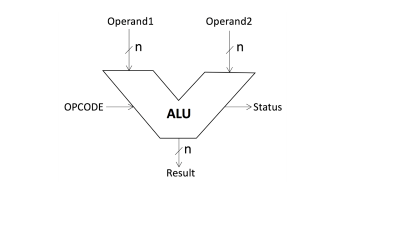 Operand1 Operand2
n n
OPCODE ALU Status
n
Result